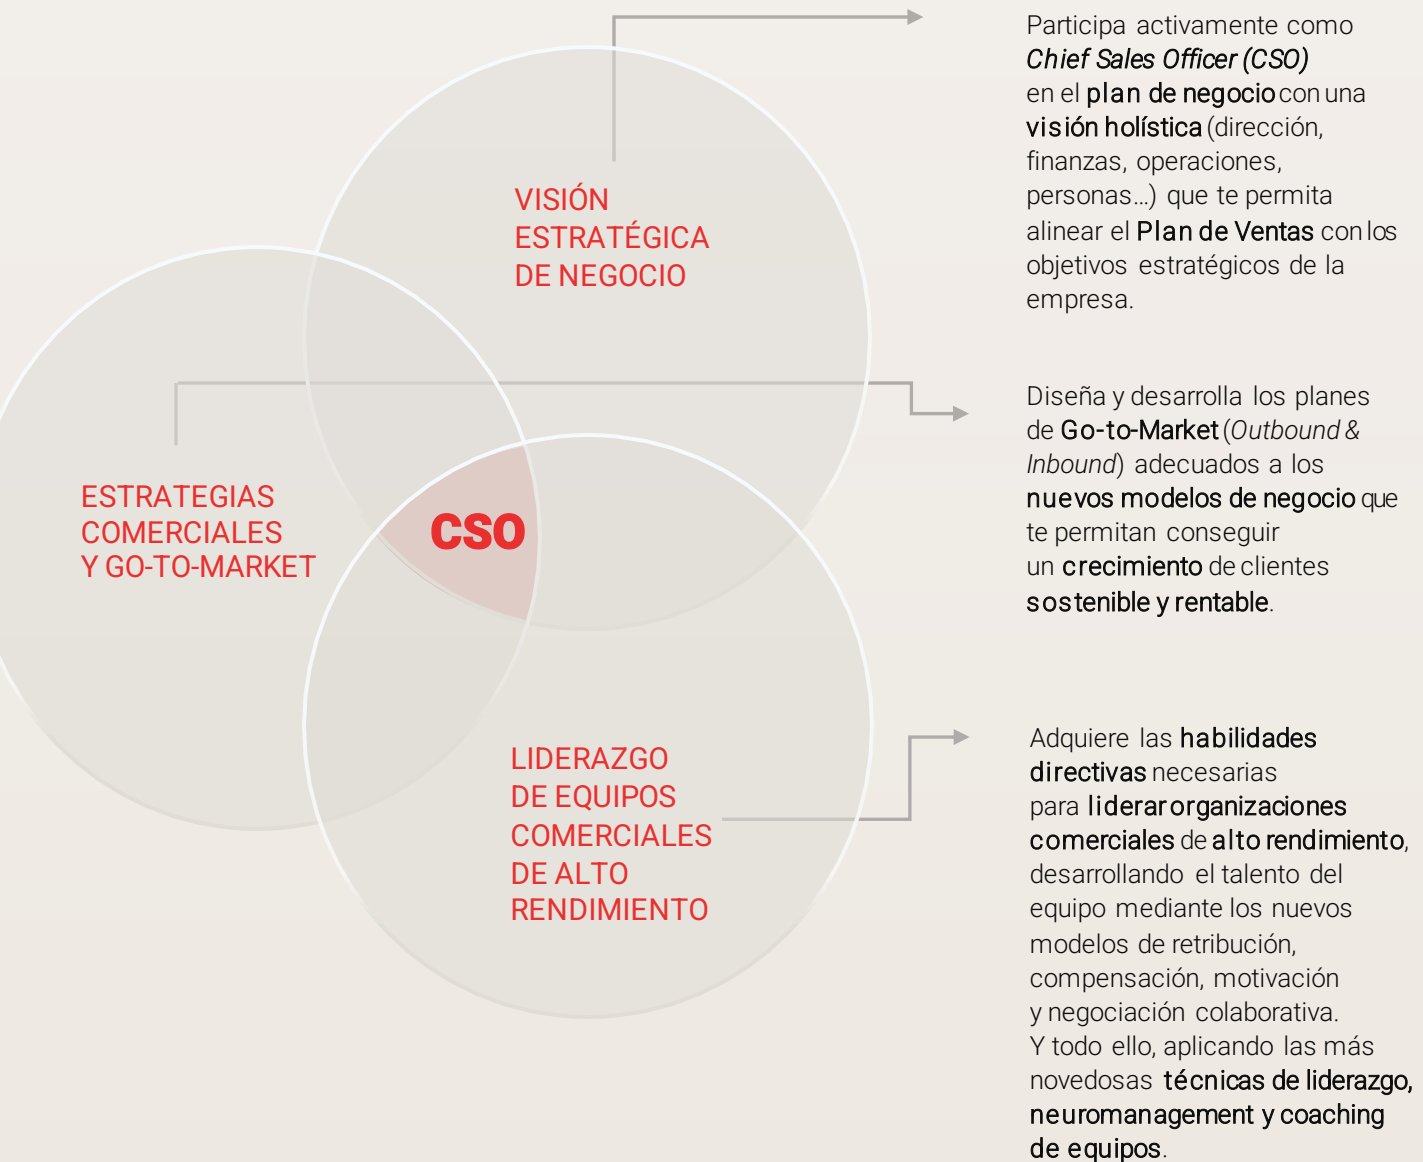 VISIÓN
ESTRATÉGICA
DE NEGOCIO
ESTRATEGIAS
COMERCIALES
Y GO-TO-MARKET
CSO
LIDERAZGO
DE EQUIPOS
COMERCIALES
DE ALTO
RENDIMIENTO
Participa activamente como
Chief Sales Officer (CSO)
en el plan de negocio con una
visión holística (dirección,
finanzas, operaciones,
personas...) que te permita
alinear el Plan de Ventas con los
objetivos estratégicos de la
empresa.
Diseña y desarrolla los planes
de Go-to-Market (Outbound &
Inbound) adecuados a los
nuevos modelos de negocio que
te permitan conseguir
un crecimiento de clientes
sostenible y rentable.
Adquiere las habilidades
directivas necesarias
para liderar organizaciones
comerciales de alto rendimiento,
desarrollando el talento del
equipo mediante los nuevos
modelos de retribución,
compensación, motivación
y negociación colaborativa.
Y todo ello, aplicando las más
novedosas técnicas de liderazgo,
neuromanagement y coaching
de equipos.